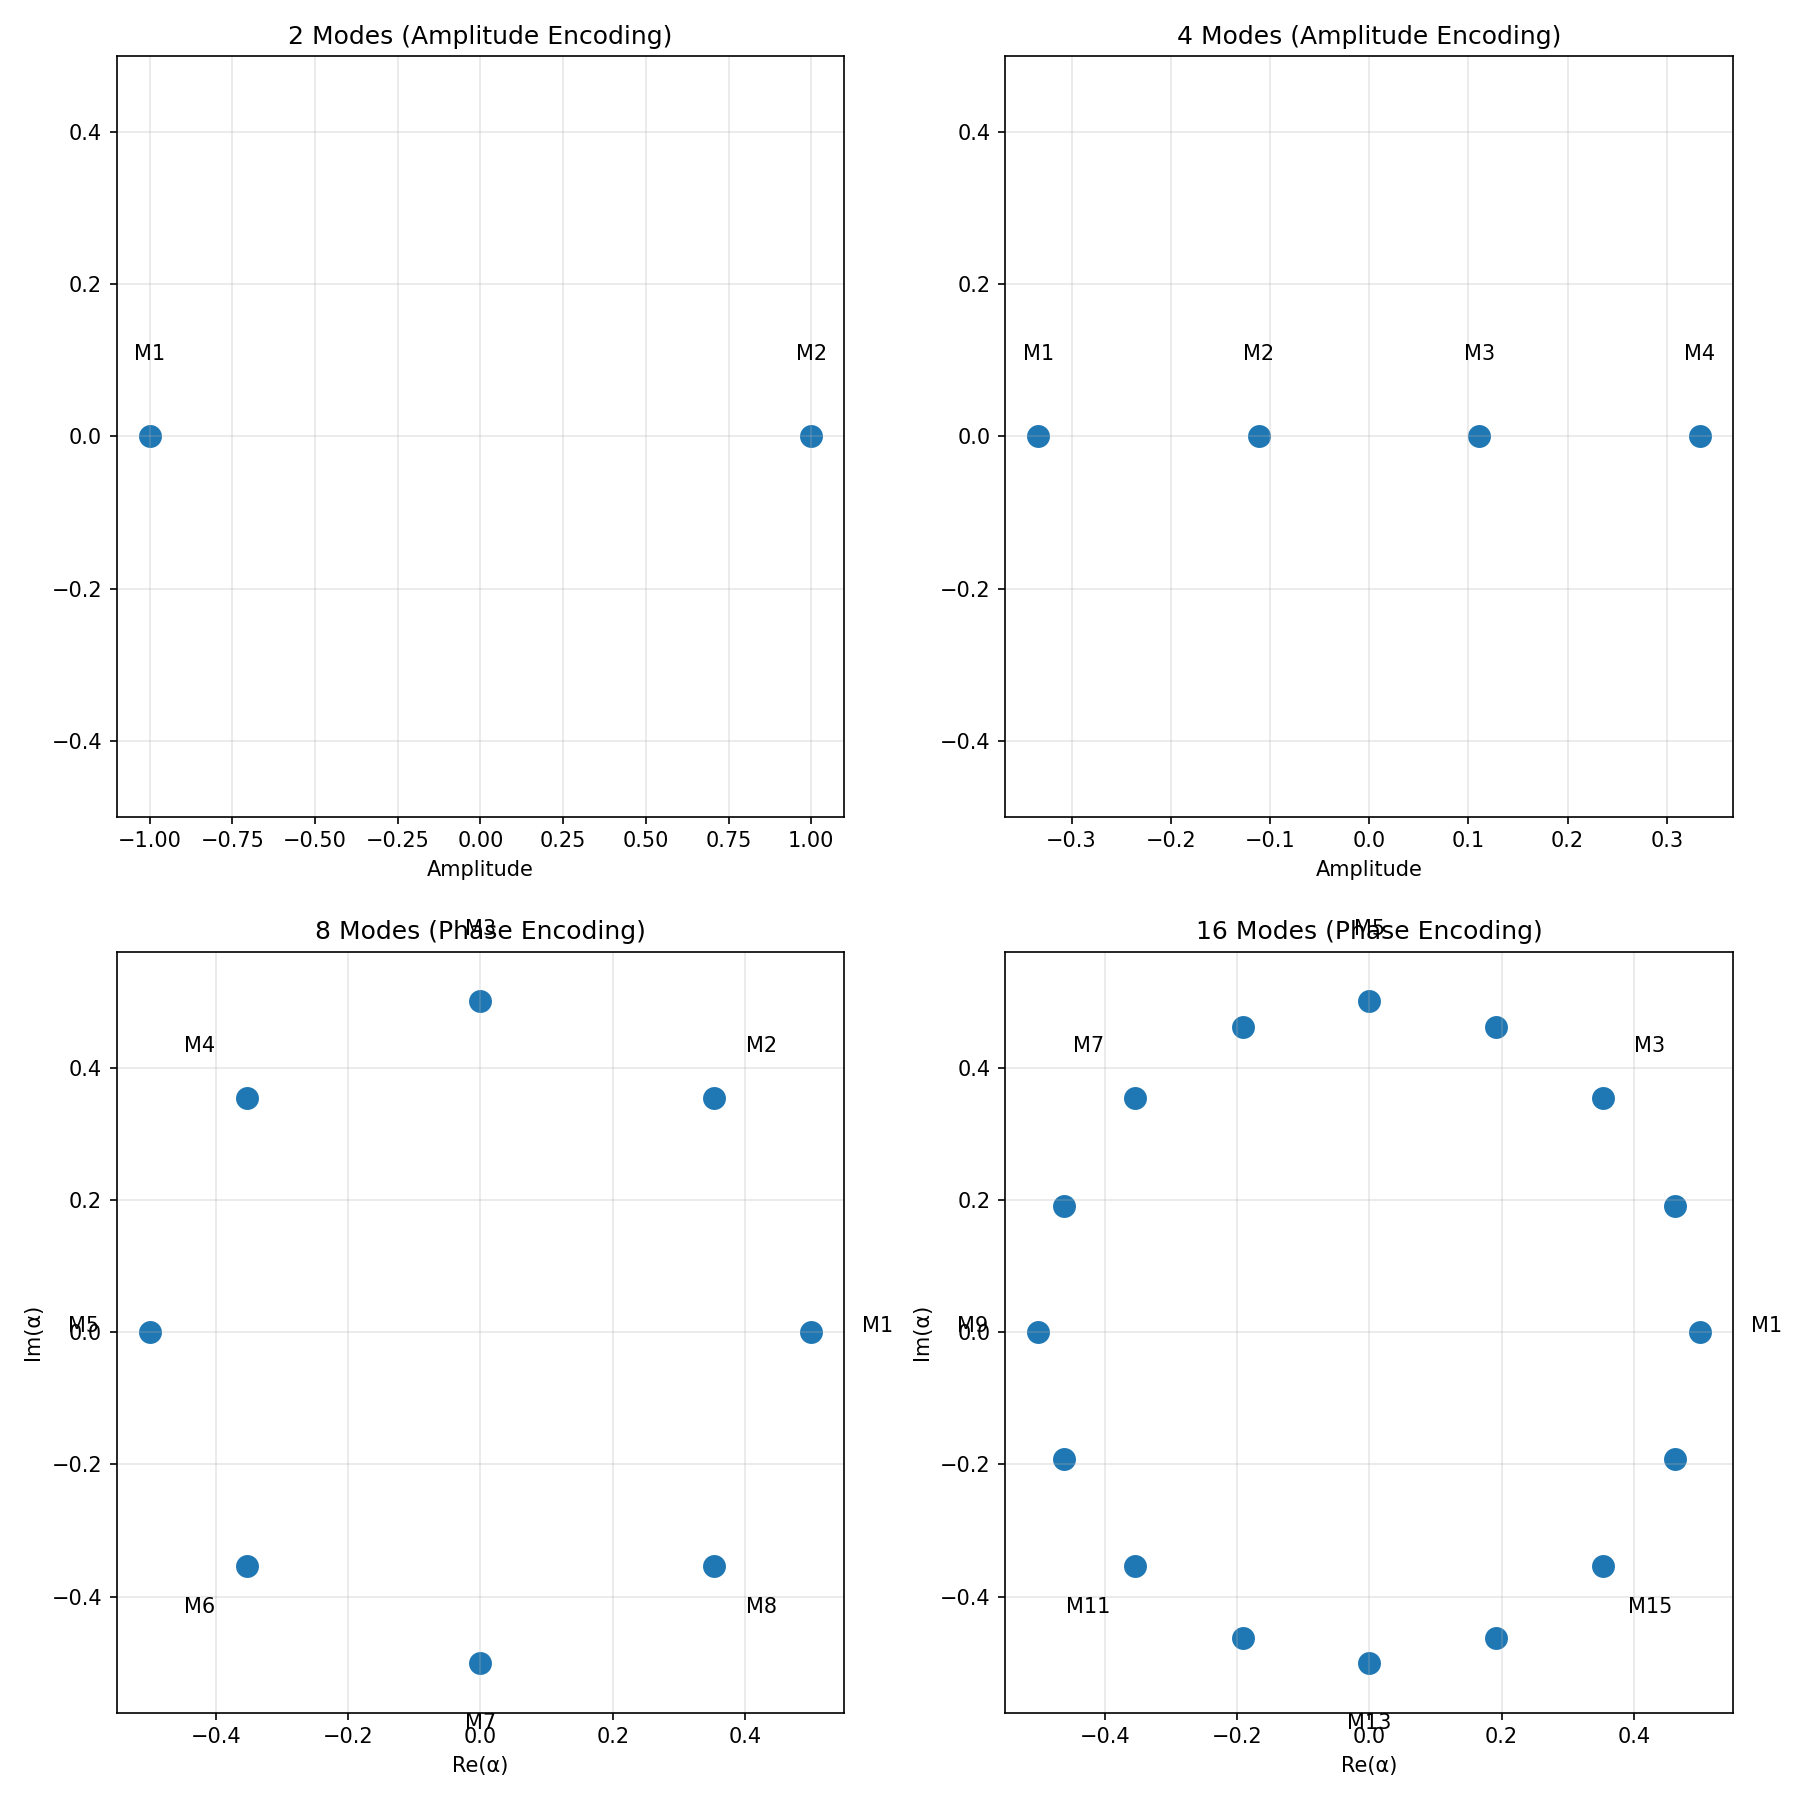 2 Modes (Amplitude Encoding)
0.4
0.2
0.0
−0.2
−0.4
M1
M2
−1.00 −0.75 −0.50 −0.25 0.00 0.25 0.50 0.75 1.00
Amplitude
4 Modes (Amplitude Encoding)
0.4
0.2
0.0
−0.2
−0.4
M1 M2 M3 M4
−0.3 −0.2 −0.1 0.0 0.1 0.2 0.3
Amplitude
8 Modes (Phase Encoding)
M3
M4
M2
0.4
0.2
0.0
−0.2
−0.4
M5
M1
Im(α)
M6
M8
M7
−0.4 −0.2 0.0 0.2 0.4
Re(α)
16 Modes (Phase Encoding)
M5
M7
M3
0.4
0.2
0.0
−0.2
−0.4
M9
M1
Im(α)
M11
M15
M13
−0.4 −0.2 0.0 0.2 0.4
Re(α)